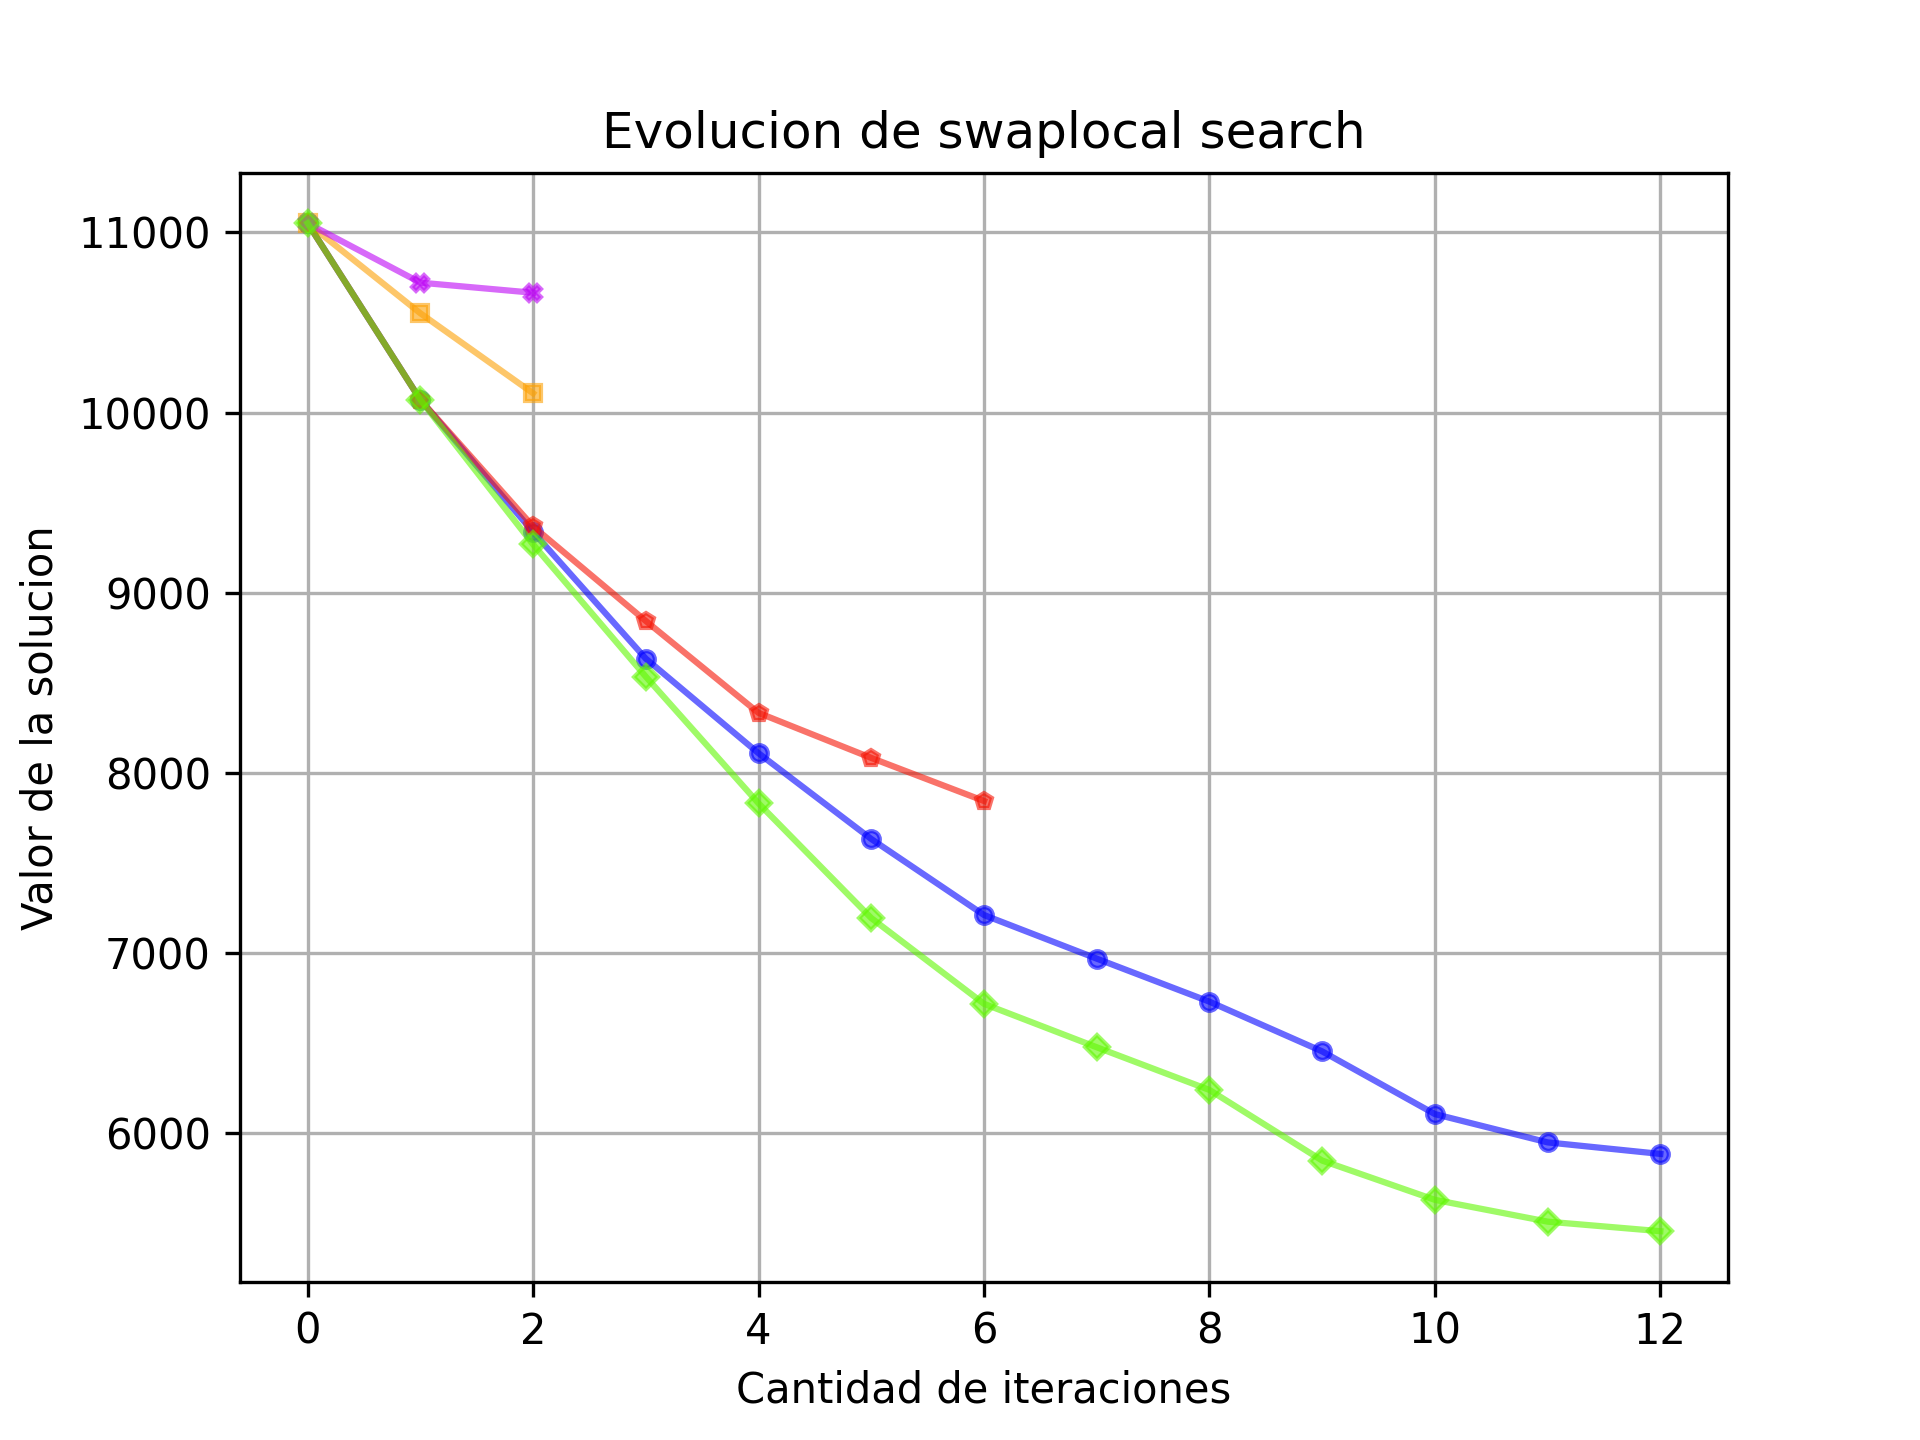 Evolucion de swaplocal search
11000
10000
9000
8000
7000
6000
Valor de la solucion
0 2 4 6 8 10 12
Cantidad de iteraciones